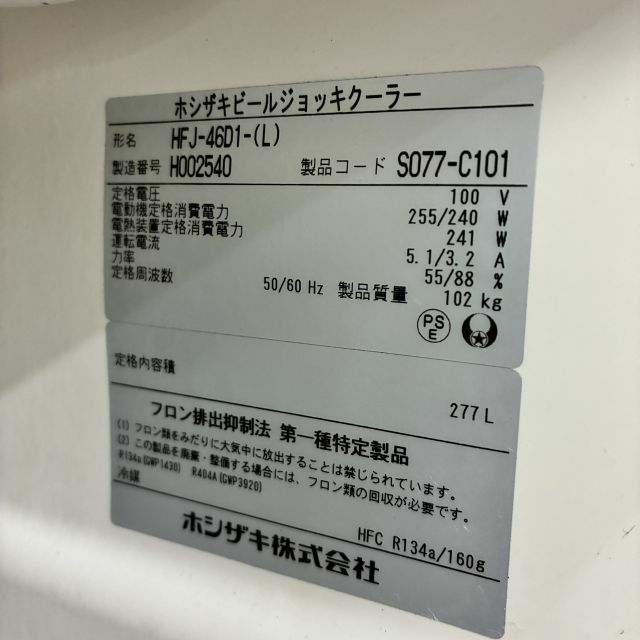 ホシザキビールジョッキクーラー
形名 HFJ-46D1-(L)
製造番号 H002540 製品コード S077-C101
定格電圧 100 V
電動機定格消費電力 255/240 W
電熱装置定格消費電力 241 W
運転電流 5.1/3.2 A
力率 55/88 %
定格周波数 50/60 Hz 製品質量 102 kg
PS
E
定格内容積 277 L
フロン排出抑制法 第一種特定製品
(1) フロン類をみだりに大気中に放出することは禁じられています。
(2) この製品を廃棄・整備する場合には、フロン類の回収が必要です。
R134a(GWP1430) R404A(GWP3920)
冷媒 HFC R134a/160g
ホシザキ株式会社